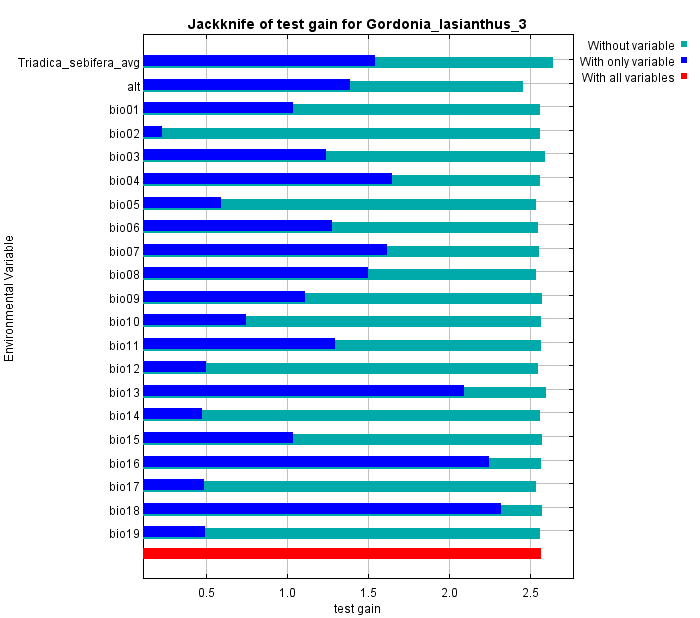 Jackknife of test gain for Gordonia_lasianthus_3
Without variable
With only variable
With all variables
Environmental Variable
Triadica_sebifera_avg
alt
bio01
bio02
bio03
bio04
bio05
bio06
bio07
bio08
bio09
bio10
bio11
bio12
bio13
bio14
bio15
bio16
bio17
bio18
bio19
0.5 1.0 1.5 2.0 2.5
test gain